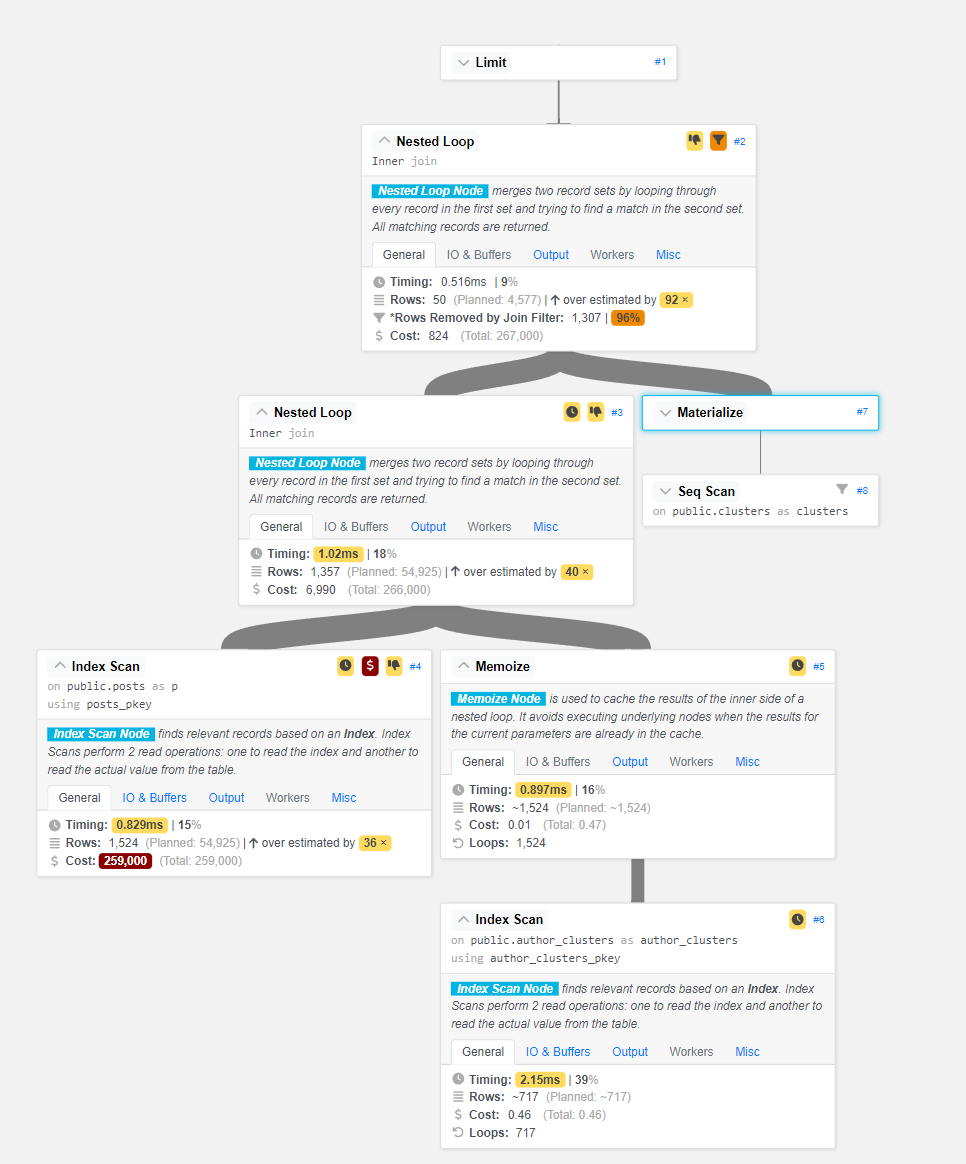 Limit #1
Nested Loop #2
Inner join
Nested Loop Node merges two record sets by looping through
every record in the first set and trying to find a match in the second set.
All matching records are returned.
General IO & Buffers Output Workers Misc
Timing: 0.516ms | 9%
Rows: 50 (Planned: 4,577) | over estimated by 92 ×
*Rows Removed by Join Filter: 1,307 | 96%
$ Cost: 824 (Total: 267,000)
Nested Loop #3
Inner join
Nested Loop Node merges two record sets by looping through
every record in the first set and trying to find a match in the second set.
All matching records are returned.
General IO & Buffers Output Workers Misc
Timing: 1.02ms | 18%
Rows: 1,357 (Planned: 54,925) | over estimated by 40 ×
$ Cost: 6,990 (Total: 266,000)
Materialize #7
Seq Scan #8
on public.clusters as clusters
Index Scan $ #4
on public.posts as p
using posts_pkey
Index Scan Node finds relevant records based on an Index. Index
Scans perform 2 read operations: one to read the index and another to
read the actual value from the table.
General IO & Buffers Output Workers Misc
Timing: 0.829ms | 15%
Rows: 1,524 (Planned: 54,925) | over estimated by 36 ×
$ Cost: 259,000 (Total: 259,000)
Memoize #5
Memoize Node is used to cache the results of the inner side of a
nested loop. It avoids executing underlying nodes when the results for
the current parameters are already in the cache.
General IO & Buffers Output Workers Misc
Timing: 0.897ms | 16%
Rows: ~1,524 (Planned: ~1,524)
$ Cost: 0.01 (Total: 0.47)
Loops: 1,524
Index Scan #6
on public.author_clusters as author_clusters
using author_clusters_pkey
Index Scan Node finds relevant records based on an Index. Index
Scans perform 2 read operations: one to read the index and another to
read the actual value from the table.
General IO & Buffers Output Workers Misc
Timing: 2.15ms | 39%
Rows: ~717 (Planned: ~717)
$ Cost: 0.46 (Total: 0.46)
Loops: 717